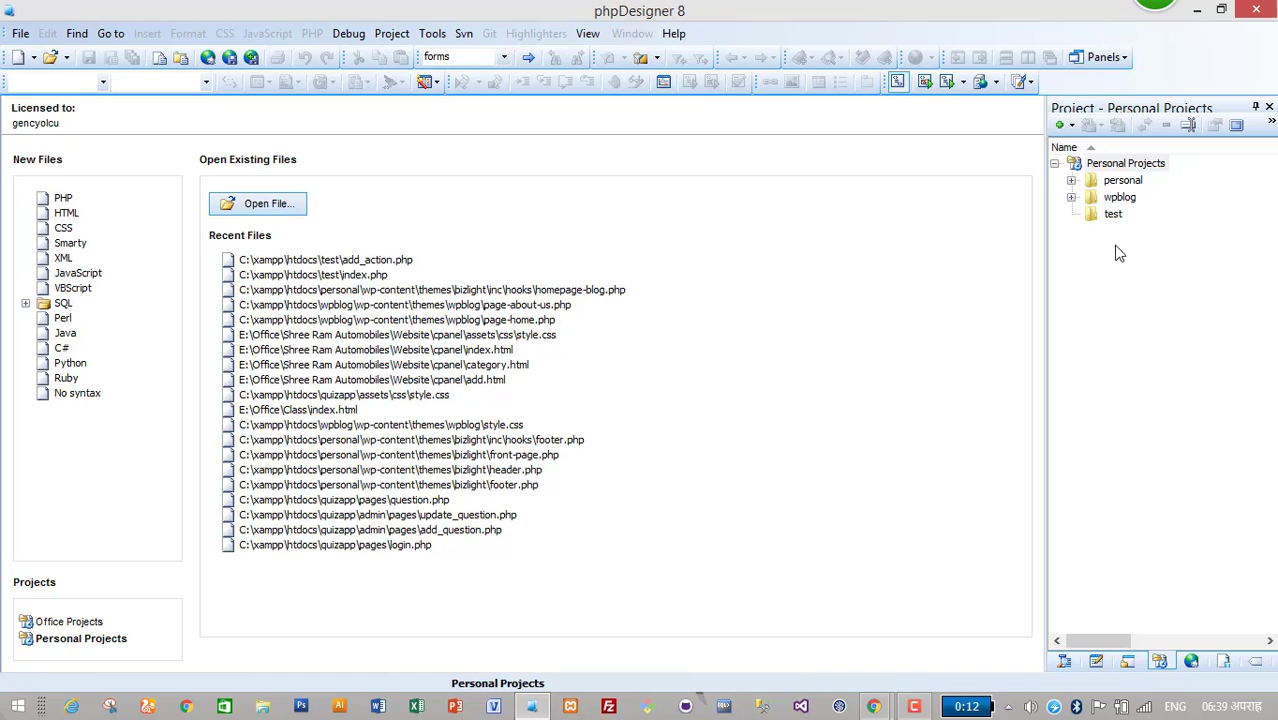 phpDesigner 8
File Edit Find Go to Insert Format CSS JavaScript PHP Debug Project Tools Svn Git Highlighters View Window Help
forms
Panels
Licensed to:
gencyolcu
New Files
PHP
HTML
CSS
Smarty
XML
JavaScript
VBScript
SQL
Perl
Java
C#
Python
Ruby
No syntax
Projects
Office Projects
Personal Projects
Open Existing Files
Open File...
Recent Files
C:\xampp\htdocs\test\add_action.php
C:\xampp\htdocs\test\index.php
C:\xampp\htdocs\personal\wp-content\themes\bizlight\inc\hooks\homepage-blog.php
C:\xampp\htdocs\wpblog\wp-content\themes\wpblog\page-about-us.php
C:\xampp\htdocs\wpblog\wp-content\themes\wpblog\page-home.php
E:\Office\Shree Ram Automobiles\Website\cpanel\assets\css\style.css
E:\Office\Shree Ram Automobiles\Website\cpanel\index.html
E:\Office\Shree Ram Automobiles\Website\cpanel\category.html
E:\Office\Shree Ram Automobiles\Website\cpanel\add.html
C:\xampp\htdocs\quizapp\assets\css\style.css
E:\Office\Class\index.html
C:\xampp\htdocs\wpblog\wp-content\themes\wpblog\style.css
C:\xampp\htdocs\personal\wp-content\themes\bizlight\inc\hooks\footer.php
C:\xampp\htdocs\personal\wp-content\themes\bizlight\front-page.php
C:\xampp\htdocs\personal\wp-content\themes\bizlight\header.php
C:\xampp\htdocs\personal\wp-content\themes\bizlight\footer.php
C:\xampp\htdocs\quizapp\pages\question.php
C:\xampp\htdocs\quizapp\admin\pages\update_question.php
C:\xampp\htdocs\quizapp\admin\pages\add_question.php
C:\xampp\htdocs\quizapp\pages\login.php
Project - Personal Projects
Name
Personal Projects
personal
wpblog
test
Personal Projects
0:12
06:39 अपराह्न